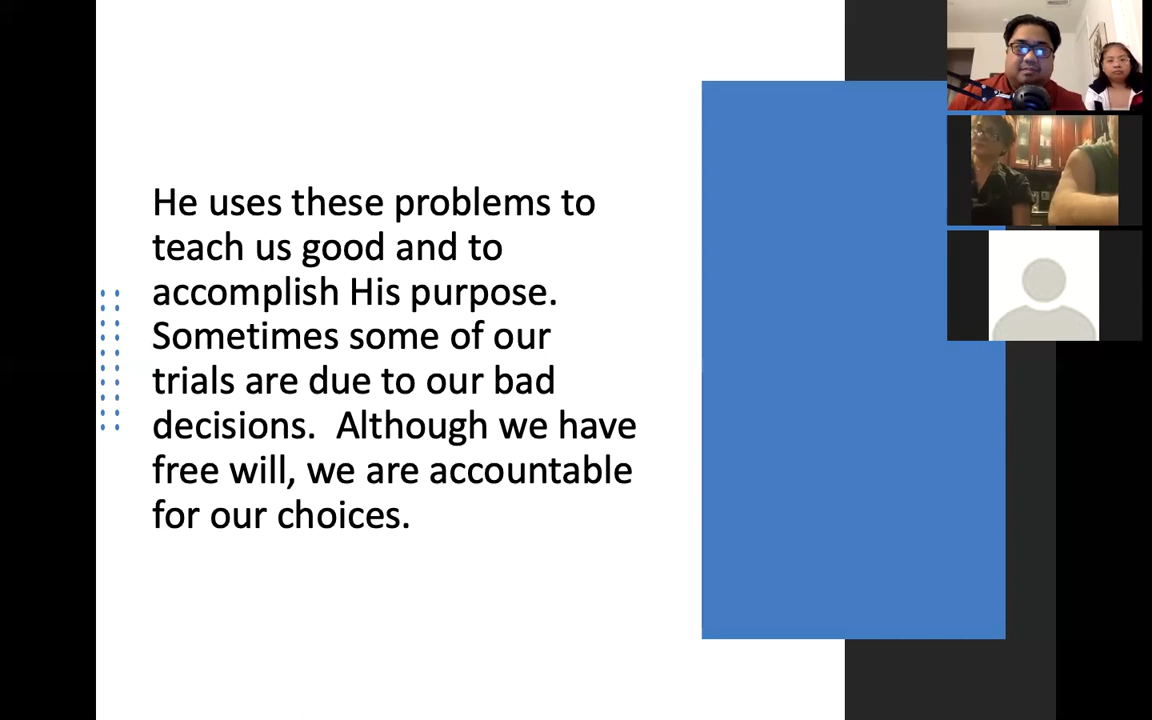 He uses these problems to
teach us good and to
accomplish His purpose.
Sometimes some of our
trials are due to our bad
decisions.  Although we have
free will, we are accountable
for our choices.